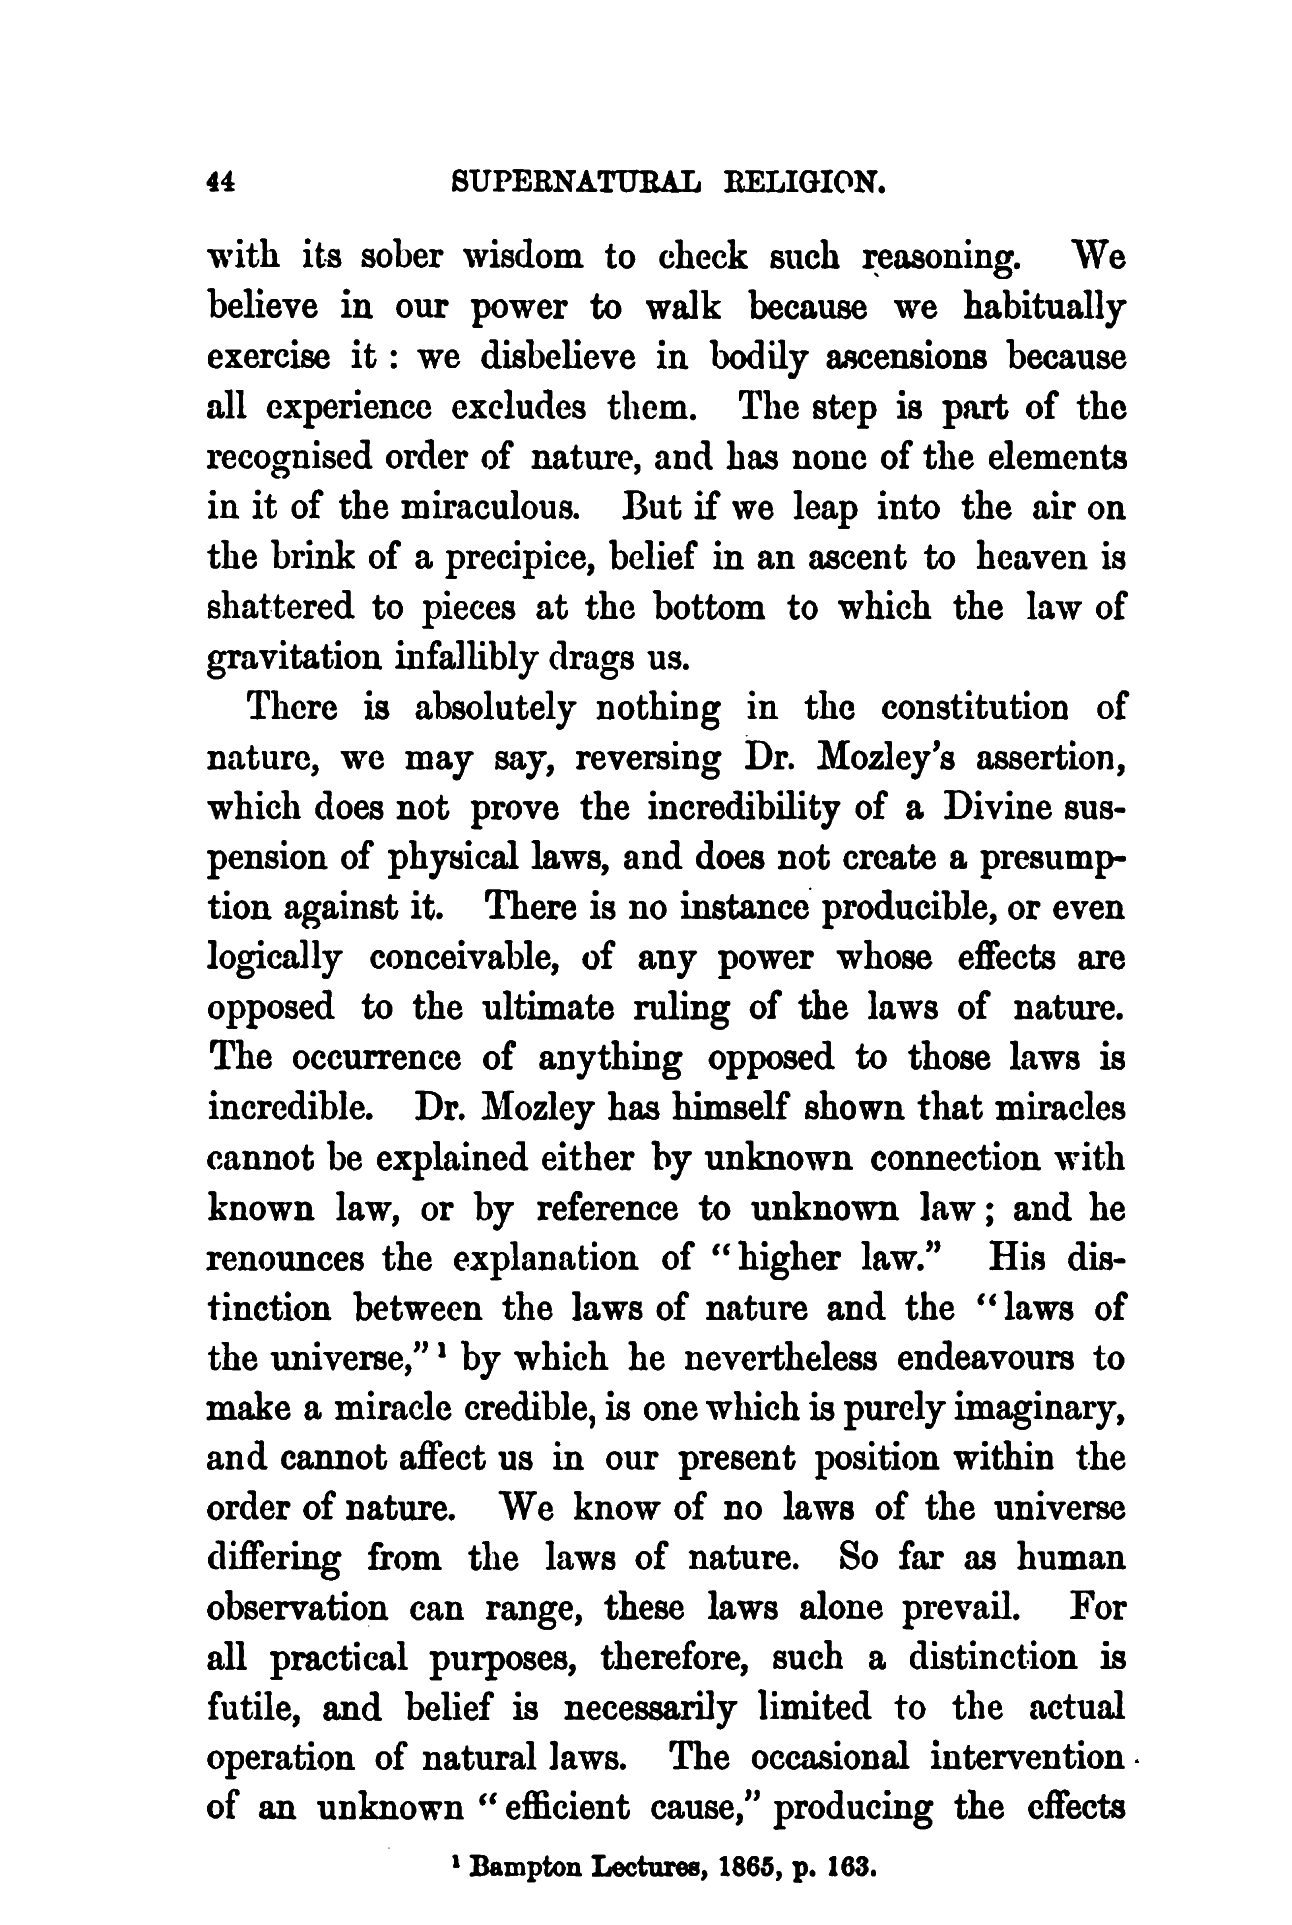 44 SUPERNATURAL RELIGION.
with its sober wisdom to check such reasoning. We
believe in our power to walk because we habitually
exercise it : we disbelieve in bodily ascensions because
all experience excludes them. The step is part of the
recognised order of nature, and has none of the elements
in it of the miraculous. But if we leap into the air on
the brink of a precipice, belief in an ascent to heaven is
shattered to pieces at the bottom to which the law of
gravitation infallibly drags us.
There is absolutely nothing in the constitution of
nature, we may say, reversing Dr. Mozley's assertion,
which does not prove the incredibility of a Divine sus-
pension of physical laws, and does not create a presump-
tion against it. There is no instance producible, or even
logically conceivable, of any power whose effects are
opposed to the ultimate ruling of the laws of nature.
The occurrence of anything opposed to those laws is
incredible. Dr. Mozley has himself shown that miracles
cannot be explained either by unknown connection with
known law, or by reference to unknown law ; and he
renounces the explanation of “ higher law.” His dis-
tinction between the laws of nature and the “ laws of
the universe,” ¹ by which he nevertheless endeavours to
make a miracle credible, is one which is purely imaginary,
and cannot affect us in our present position within the
order of nature. We know of no laws of the universe
differing from the laws of nature. So far as human
observation can range, these laws alone prevail. For
all practical purposes, therefore, such a distinction is
futile, and belief is necessarily limited to the actual
operation of natural laws. The occasional intervention
of an unknown “ efficient cause,” producing the effects
¹ Bampton Lectures, 1865, p. 163.